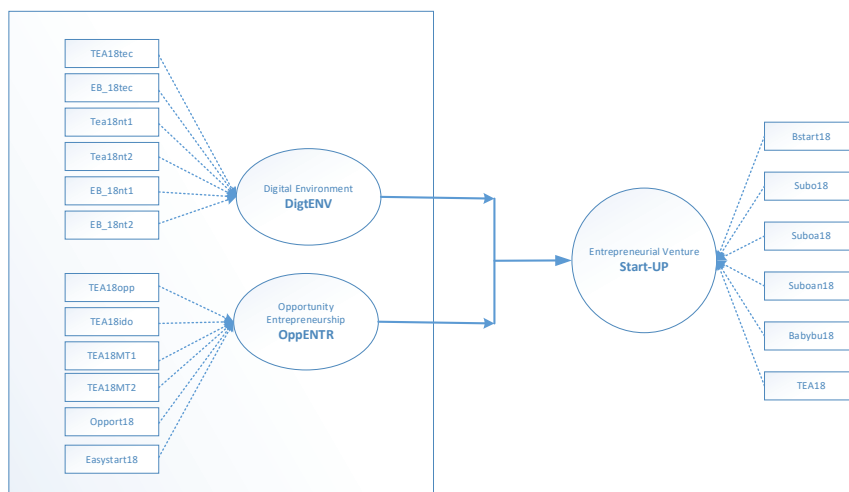 TEA18tec
EB_18tec
Tea18nt1
Tea18nt2
EB_18nt1
EB_18nt2
Digital Environment
DigtENV
TEA18opp
TEA18ido
TEA18MT1
TEA18MT2
Opport18
Easystart18
Opportunity
Entrepreneurship
OppENTR
Entrepreneurial Venture
Start-UP
Bstart18
Subo18
Suboa18
Suboan18
Babybu18
TEA18